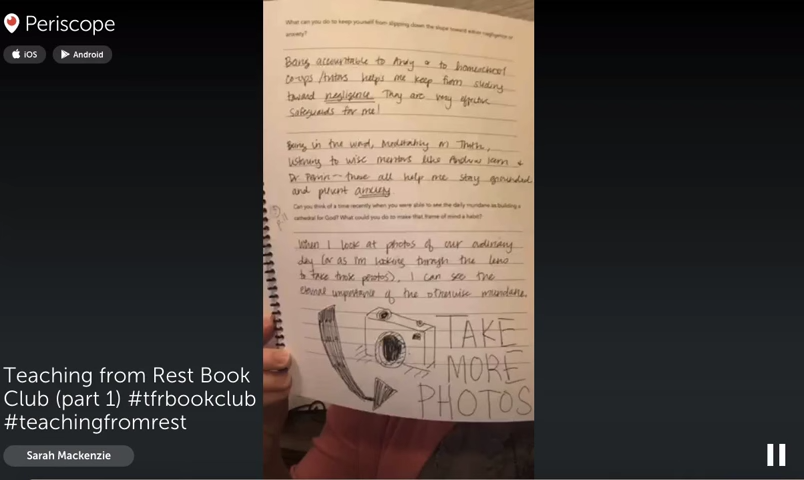 Periscope
iOS
Android
What can you do to keep yourself from slipping down the slope toward either negligence or
anxiety?
Being accountable to Andy & to homeschool
co-ops/tutors helps me keep from sliding
toward negligence. They are very effective
safeguards for me!
Being in the word, meditating on Truth,
listening to wise mentors like Andrew Kern &
Dr Perrin - these all help me stay grounded
and prevent anxiety
Can you think of a time recently when you were able to see the daily mundane as building a
cathedral for God? What could you do to make that frame of mind a habit?
When I look at photos of our ordinary
day (or as I'm looking through the lens
to take those photos), I can see the
eternal importance of the otherwise mundane.
TAKE
MORE
PHOTOS
Teaching from Rest Book
Club (part 1) #tfrbookclub
#teachingfromrest
Sarah Mackenzie